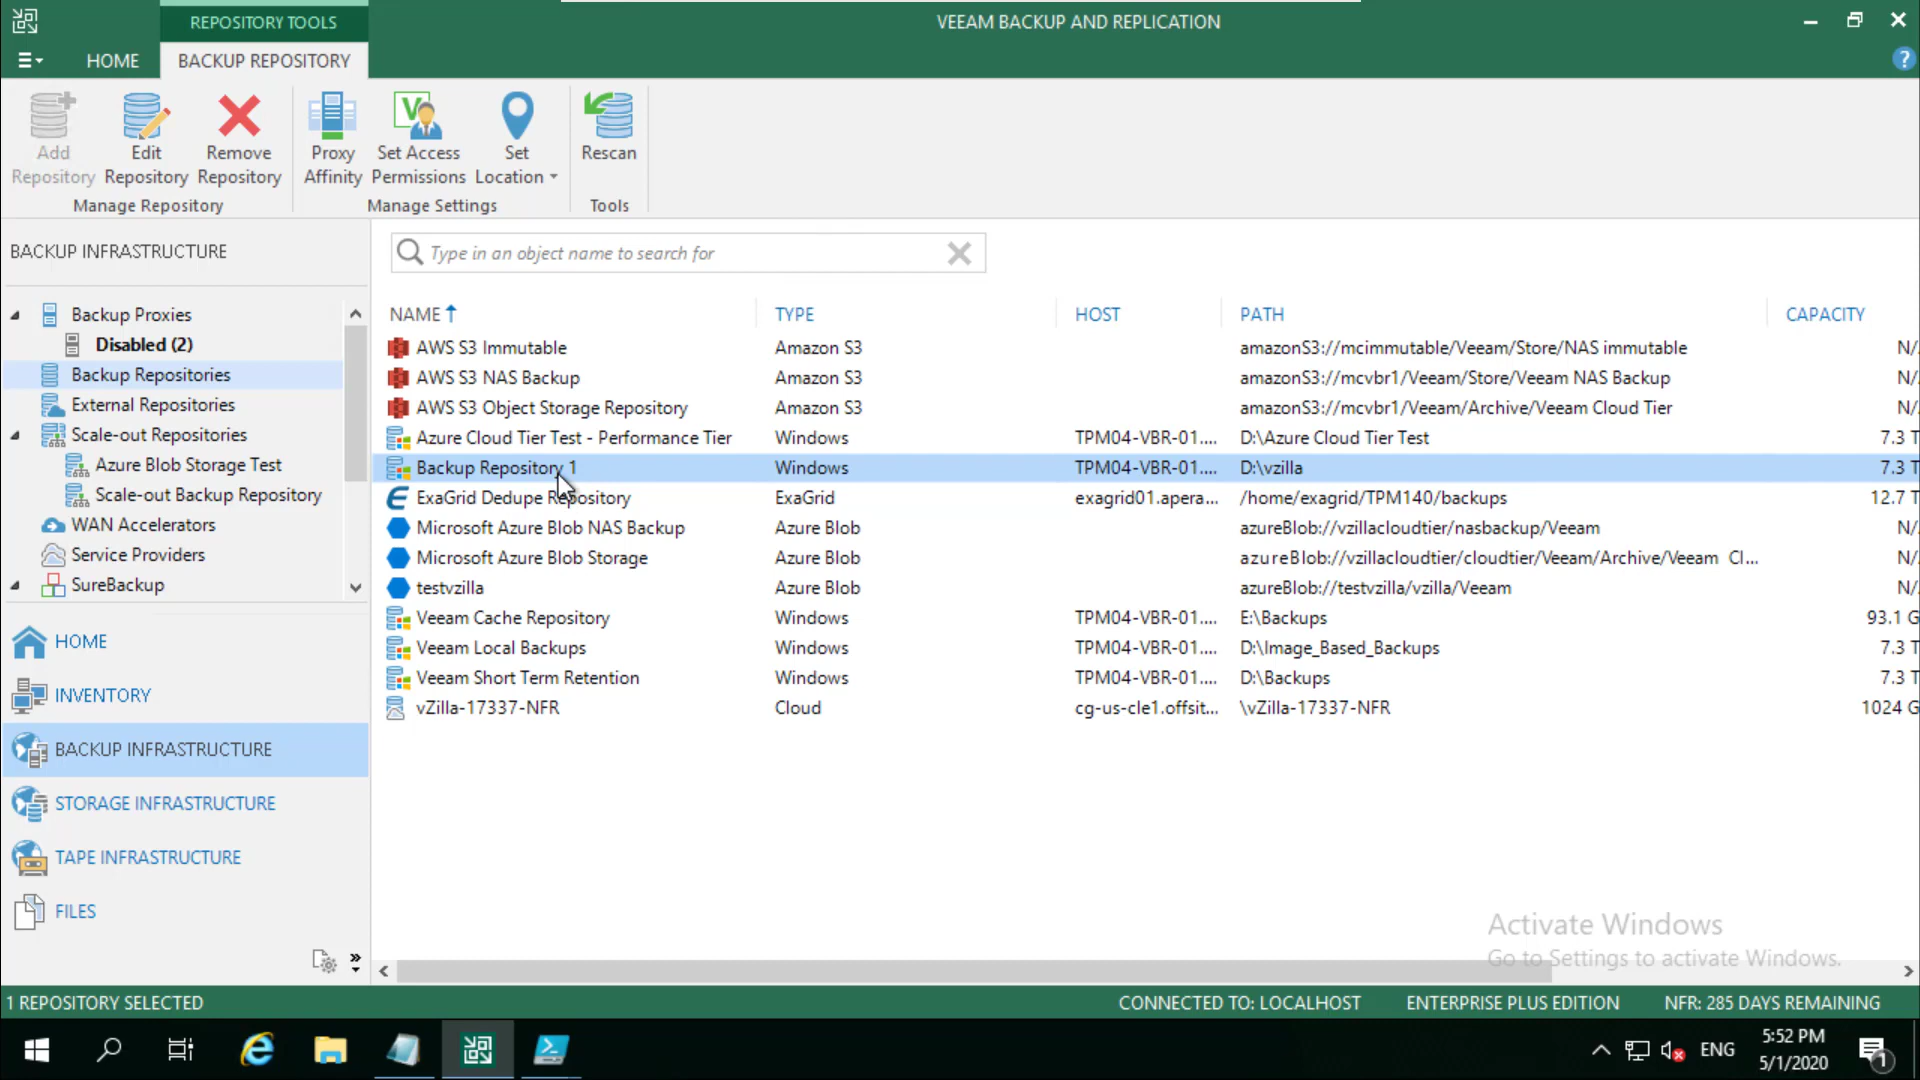 REPOSITORY TOOLS
VEEAM BACKUP AND REPLICATION
HOME
BACKUP REPOSITORY
Add Repository
Edit Repository
Remove Repository
Proxy Affinity
Set Access Permissions
Set Location
Rescan
Manage Repository
Manage Settings
Tools
BACKUP INFRASTRUCTURE
Backup Proxies
Disabled (2)
Backup Repositories
External Repositories
Scale-out Repositories
Azure Blob Storage Test
Scale-out Backup Repository
WAN Accelerators
Service Providers
SureBackup
HOME
INVENTORY
BACKUP INFRASTRUCTURE
STORAGE INFRASTRUCTURE
TAPE INFRASTRUCTURE
FILES
Type in an object name to search for
NAME TYPE HOST PATH CAPACITY
AWS S3 Immutable Amazon S3 amazonS3://mcimmutable/Veeam/Store/NAS immutable N/
AWS S3 NAS Backup Amazon S3 amazonS3://mcvbr1/Veeam/Store/Veeam NAS Backup N/
AWS S3 Object Storage Repository Amazon S3 amazonS3://mcvbr1/Veeam/Archive/Veeam Cloud Tier N/
Azure Cloud Tier Test - Performance Tier Windows TPM04-VBR-01.... D:\Azure Cloud Tier Test 7.3 T
Backup Repository 1 Windows TPM04-VBR-01.... D:\vzilla 7.3 T
ExaGrid Dedupe Repository ExaGrid exagrid01.apera... /home/exagrid/TPM140/backups 12.7 T
Microsoft Azure Blob NAS Backup Azure Blob azureBlob://vzillacloudtier/nasbackup/Veeam N/
Microsoft Azure Blob Storage Azure Blob azureBlob://vzillacloudtier/cloudtier/Veeam/Archive/Veeam Cl... N/
testvzilla Azure Blob azureBlob://testvzilla/vzilla/Veeam N/
Veeam Cache Repository Windows TPM04-VBR-01.... E:\Backups 93.1 G
Veeam Local Backups Windows TPM04-VBR-01.... D:\Image_Based_Backups 7.3 T
Veeam Short Term Retention Windows TPM04-VBR-01.... D:\Backups 7.3 T
vZilla-17337-NFR Cloud cg-us-cle1.offsit... \vZilla-17337-NFR 1024 G
Activate Windows
Go to Settings to activate Windows.
1 REPOSITORY SELECTED
CONNECTED TO: LOCALHOST
ENTERPRISE PLUS EDITION
NFR: 285 DAYS REMAINING
ENG
5:52 PM
5/1/2020
1